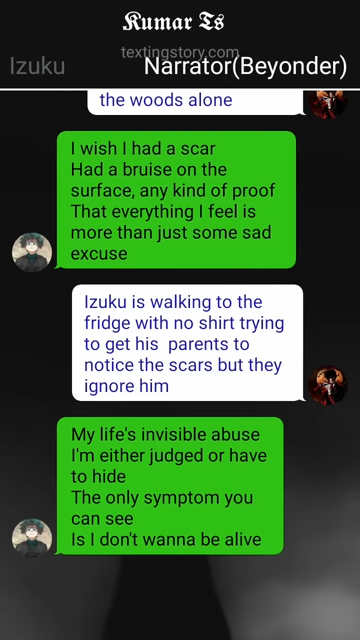 Kumar Ts
textingstory.com
Izuku
Narrator(Beyonder)
the woods alone
I wish I had a scar
Had a bruise on the
surface, any kind of proof
That everything I feel is
more than just some sad
excuse
Izuku is walking to the
fridge with no shirt trying
to get his  parents to
notice the scars but they
ignore him
My life's invisible abuse
I'm either judged or have
to hide
The only symptom you
can see
Is I don't wanna be alive